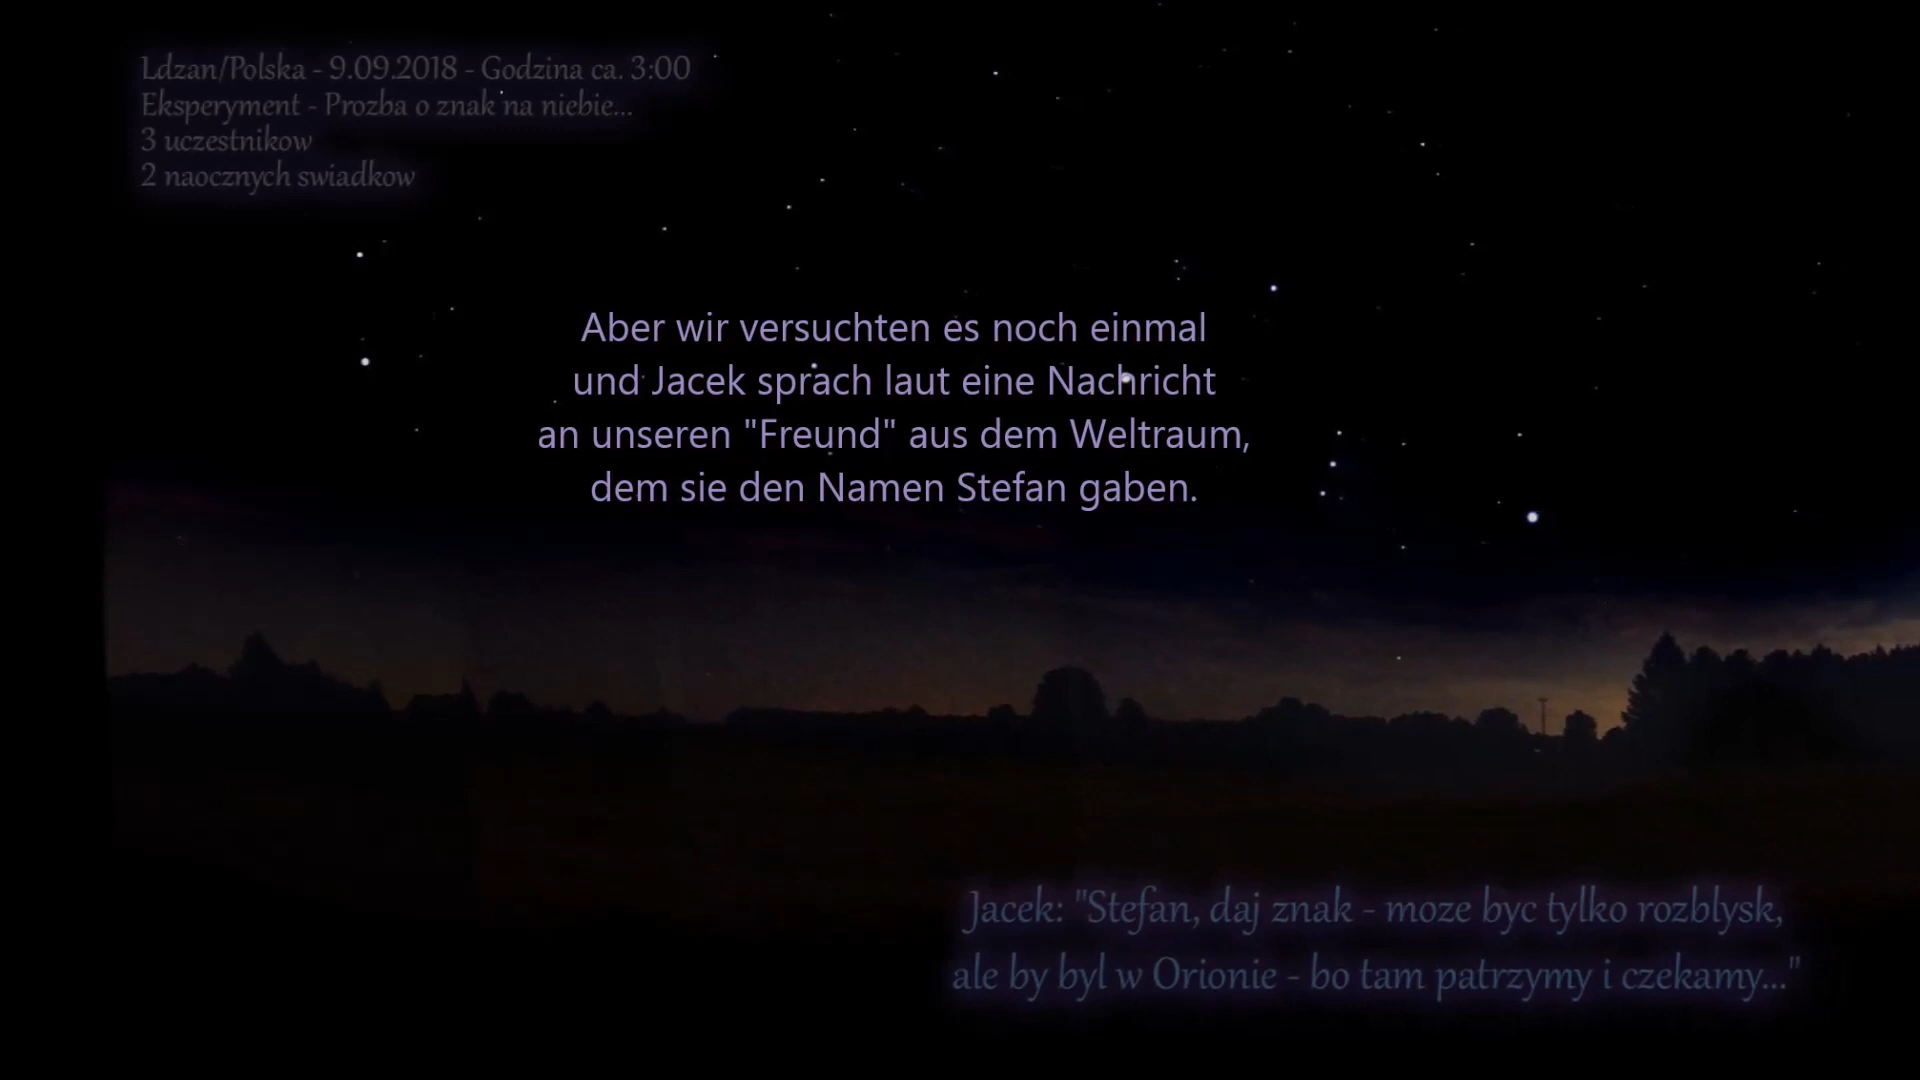 Ldzan/Polska - 9.09.2018 - Godzina ca. 3:00
Eksperyment - Prozba o znak na niebie...
3 uczestnikow
2 naocznych swiadkow
Aber wir versuchten es noch einmal
und Jacek sprach laut eine Nachricht
an unseren "Freund" aus dem Weltraum,
dem sie den Namen Stefan gaben.
Jacek: "Stefan, daj znak - moze byc tylko rozblysk,
ale by byl w Orionie - bo tam patrzymy i czekamy..."